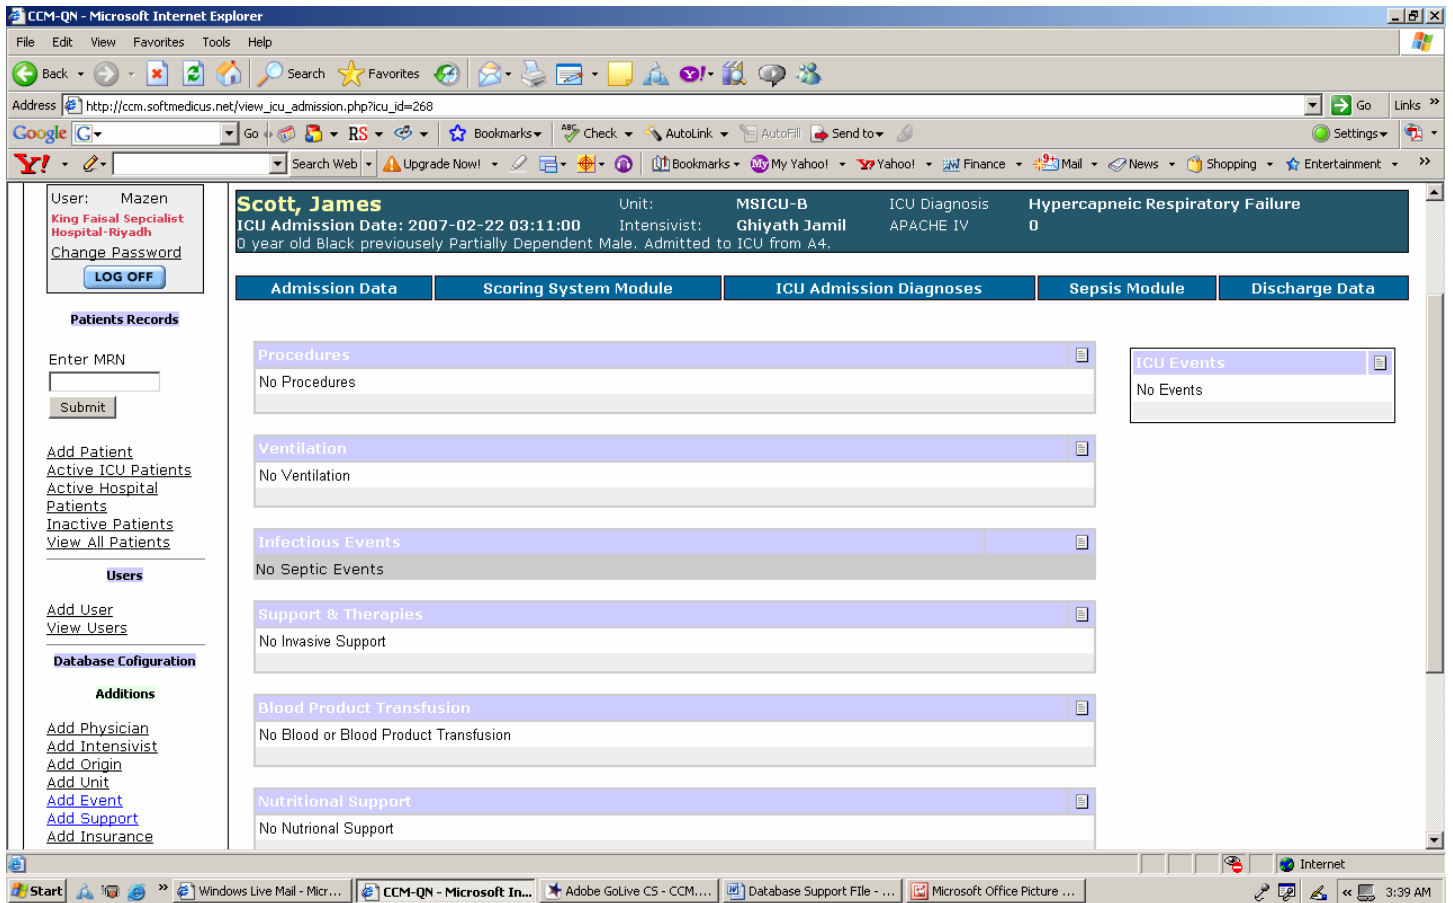 CCM-QN - Microsoft Internet Explorer
File Edit View Favorites Tools Help
Back Search Favorites
Address http://ccm.softmedicus.net/view_icu_admission.php?icu_id=268 Go Links »
Google G Go RS Bookmarks ABC Check AutoLink AutoFill Send to Settings
Y! Search Web Upgrade Now! Bookmarks My Yahoo! Yahoo! Finance Mail News Shopping Entertainment »
User: Mazen
King Faisal Sepcialist
Hospital-Riyadh
Change Password
LOG OFF
Patients Records
Enter MRN
Submit
Add Patient
Active ICU Patients
Active Hospital
Patients
Inactive Patients
View All Patients
Users
Add User
View Users
Database Cofiguration
Additions
Add Physician
Add Intensivist
Add Origin
Add Unit
Add Event
Add Support
Add Insurance
Scott, James Unit: MSICU-B ICU Diagnosis Hypercapneic Respiratory Failure
ICU Admission Date: 2007-02-22 03:11:00 Intensivist: Ghiyath Jamil APACHE IV 0
0 year old Black previousely Partially Dependent Male. Admitted to ICU from A4.
Admission Data Scoring System Module ICU Admission Diagnoses Sepsis Module Discharge Data
Procedures
No Procedures
Ventilation
No Ventilation
Infectious Events
No Septic Events
Support & Therapies
No Invasive Support
Blood Product Transfusion
No Blood or Blood Product Transfusion
Nutritional Support
No Nutrional Support
ICU Events
No Events
Internet
Start » Windows Live Mail - Micr... CCM-QN - Microsoft In... Adobe GoLive CS - CCM.... Database Support FIle - ... Microsoft Office Picture ... « 3:39 AM